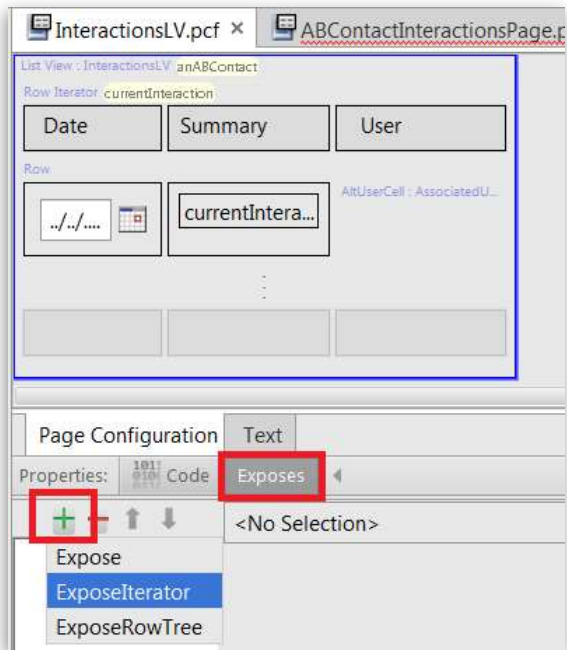 InteractionsLV.pcf × ABContactInteractionsPage.p
List View : InteractionsLV anABContact
Row Iterator currentInteraction
Date Summary User
Row
../../.... currentIntera... AltUserCell : AssociatedU...
Page Configuration Text
Properties: Code Exposes
<No Selection>
Expose
ExposeIterator
ExposeRowTree